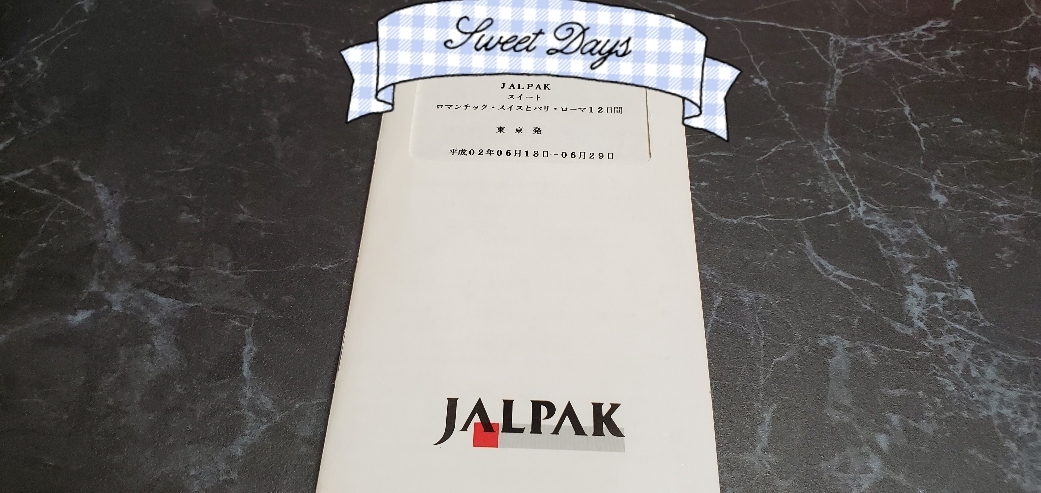 Sweet Days
JALPAK
スイート
ロマンチック・スイスとパリ・ローマ12日間
東京発
平成02年06月18日-06月29日
JALPAK